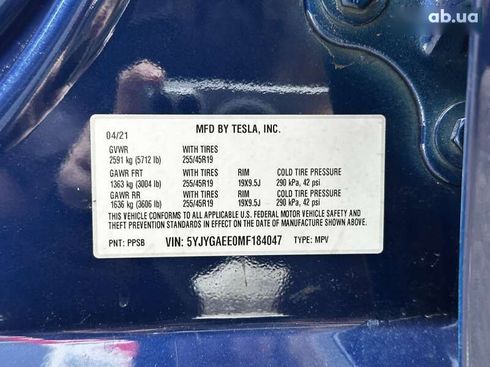 ab.ua
MFD BY TESLA, INC.
04/21
GVWR WITH TIRES
2591 kg (5712 lb) 255/45R19
GAWR FRT WITH TIRES RIM COLD TIRE PRESSURE
1363 kg (3004 lb) 255/45R19 19X9.5J 290 kPa, 42 psi
GAWR RR WITH TIRES RIM COLD TIRE PRESSURE
1636 kg (3606 lb) 255/45R19 19X9.5J 290 kPa, 42 psi
THIS VEHICLE CONFORMS TO ALL APPLICABLE U.S. FEDERAL MOTOR VEHICLE SAFETY AND
THEFT PREVENTION STANDARDS IN EFFECT ON THE DATE OF MANUFACTURE SHOWN ABOVE.
PNT: PPSB VIN: 5YJYGAEE0MF184047 TYPE: MPV